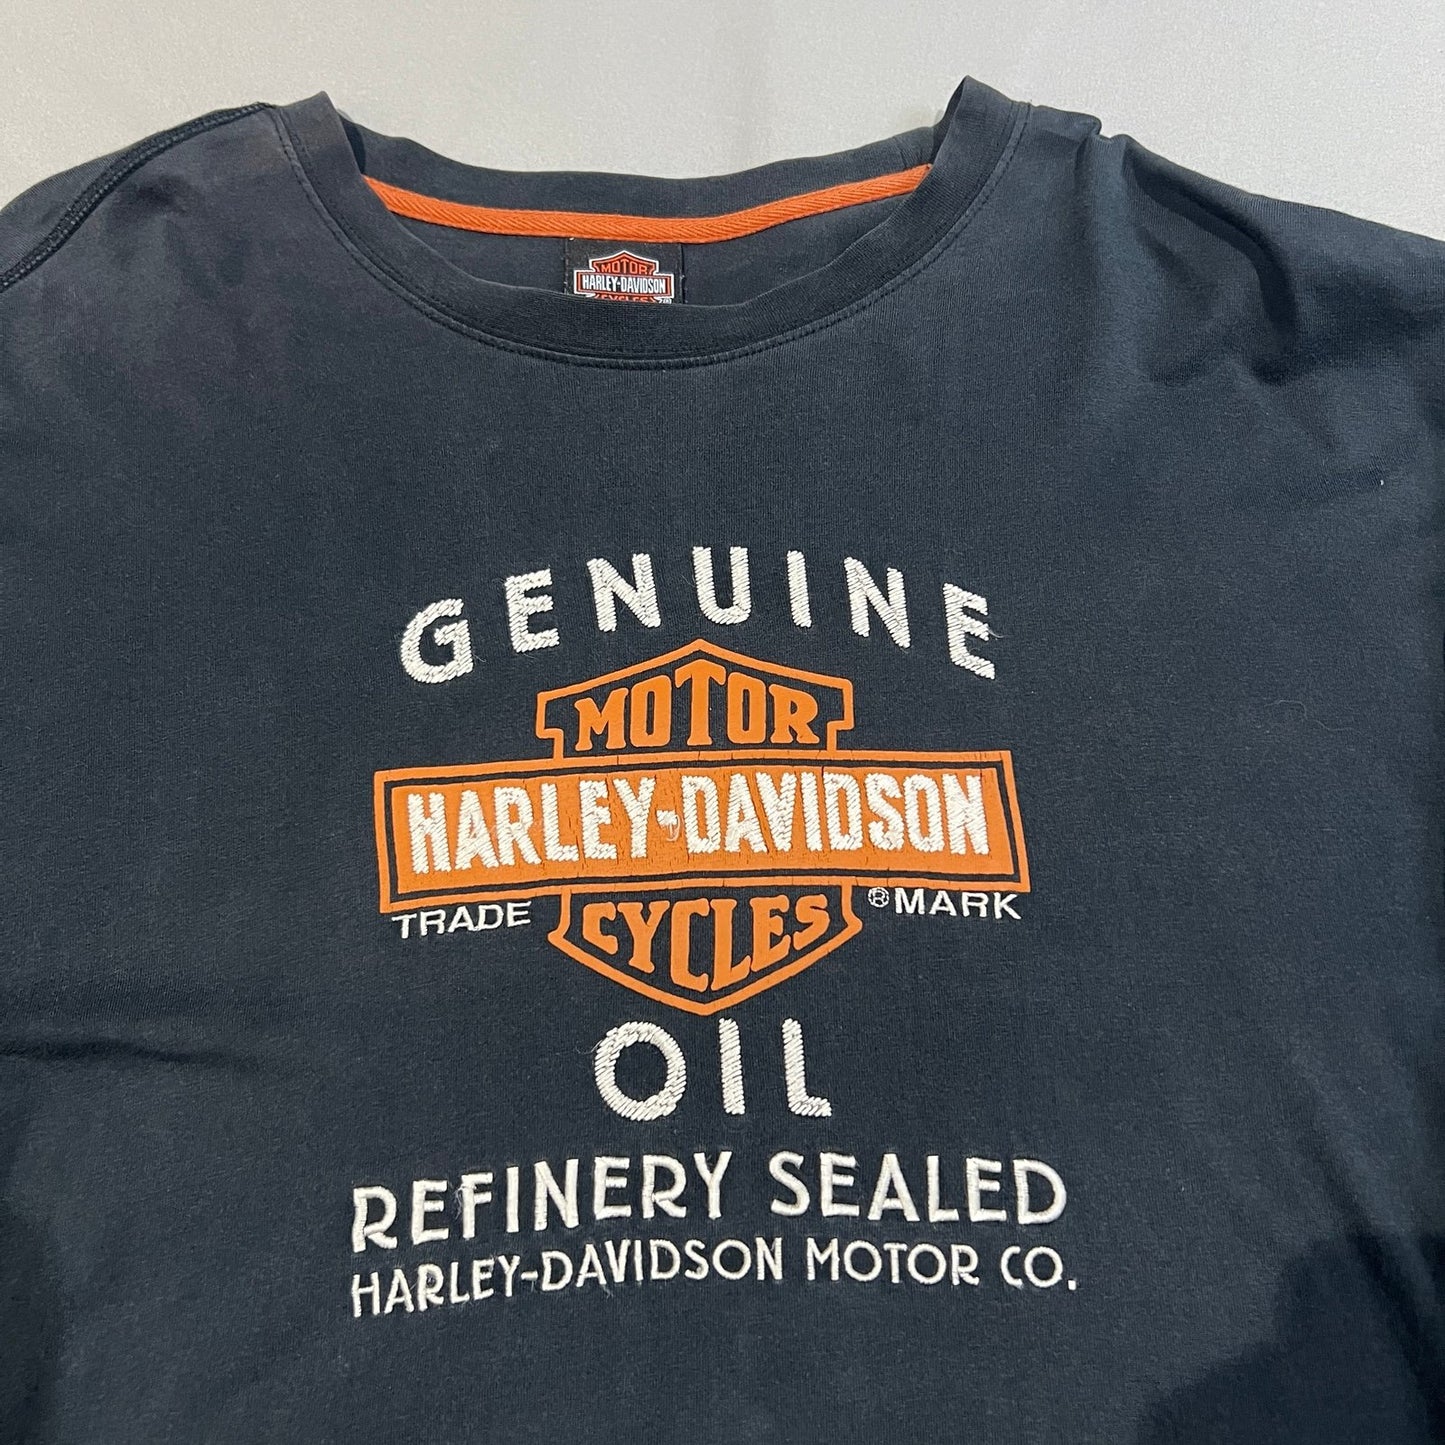 MOTOR
HARLEY-DAVIDSON
CYCLES
GENUINE
MOTOR
HARLEY-DAVIDSON
TRADE ® MARK
CYCLES
OIL
REFINERY SEALED
HARLEY-DAVIDSON MOTOR CO.